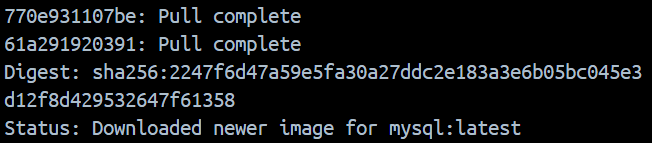 770e931107be: Pull complete
61a291920391: Pull complete
Digest: sha256:2247f6d47a59e5fa30a27ddc2e183a3e6b05bc045e3
d12f8d429532647f61358
Status: Downloaded newer image for mysql:latest